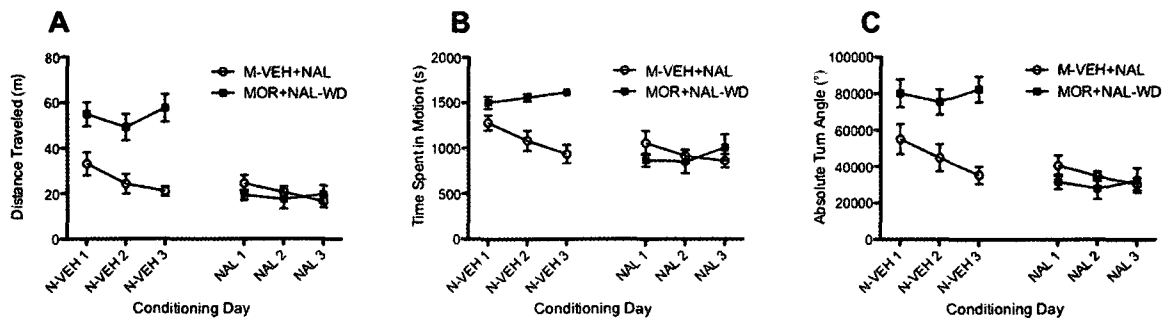 A
Distance Traveled (m)
80
60
40
20
0
M-VEH+NAL
MOR+NAL-WD
N-VEH 1
N-VEH 2
N-VEH 3
NAL 1
NAL 2
NAL 3
Conditioning Day
B
Time Spent in Motion (s)
2000
1500
1000
500
0
M-VEH+NAL
MOR+NAL-WD
N-VEH 1
N-VEH 2
N-VEH 3
NAL 1
NAL 2
NAL 3
Conditioning Day
C
Absolute Turn Angle (°)
100000
80000
60000
40000
20000
0
M-VEH+NAL
MOR+NAL-WD
N-VEH 1
N-VEH 2
N-VEH 3
NAL 1
NAL 2
NAL 3
Conditioning Day